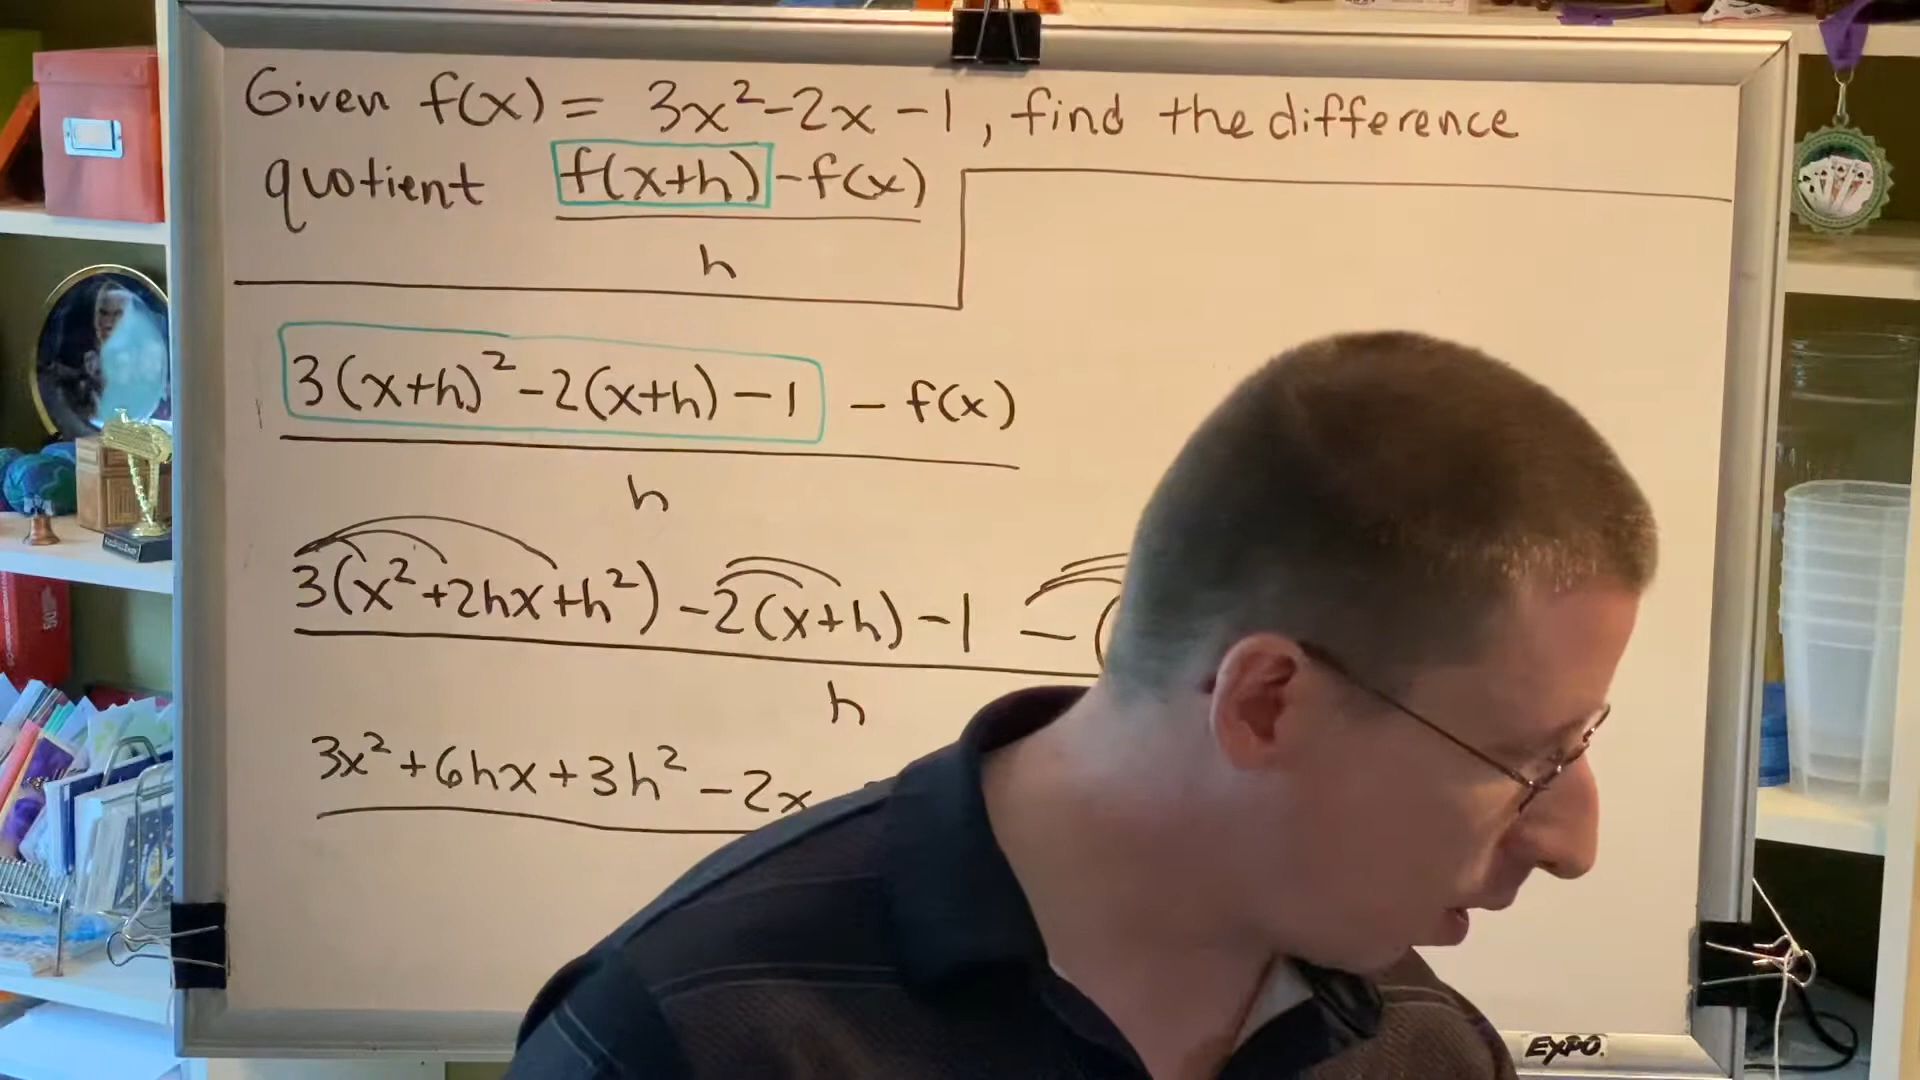 Given f(x) = 3x²-2x-1, find the difference
quotient f(x+h)-f(x)
h
3(x+h)²-2(x+h)-1 - f(x)
h
3(x²+2hx+h²) -2(x+h) -1 -(
h
3x²+6hx+3h²-2x
EXPO.